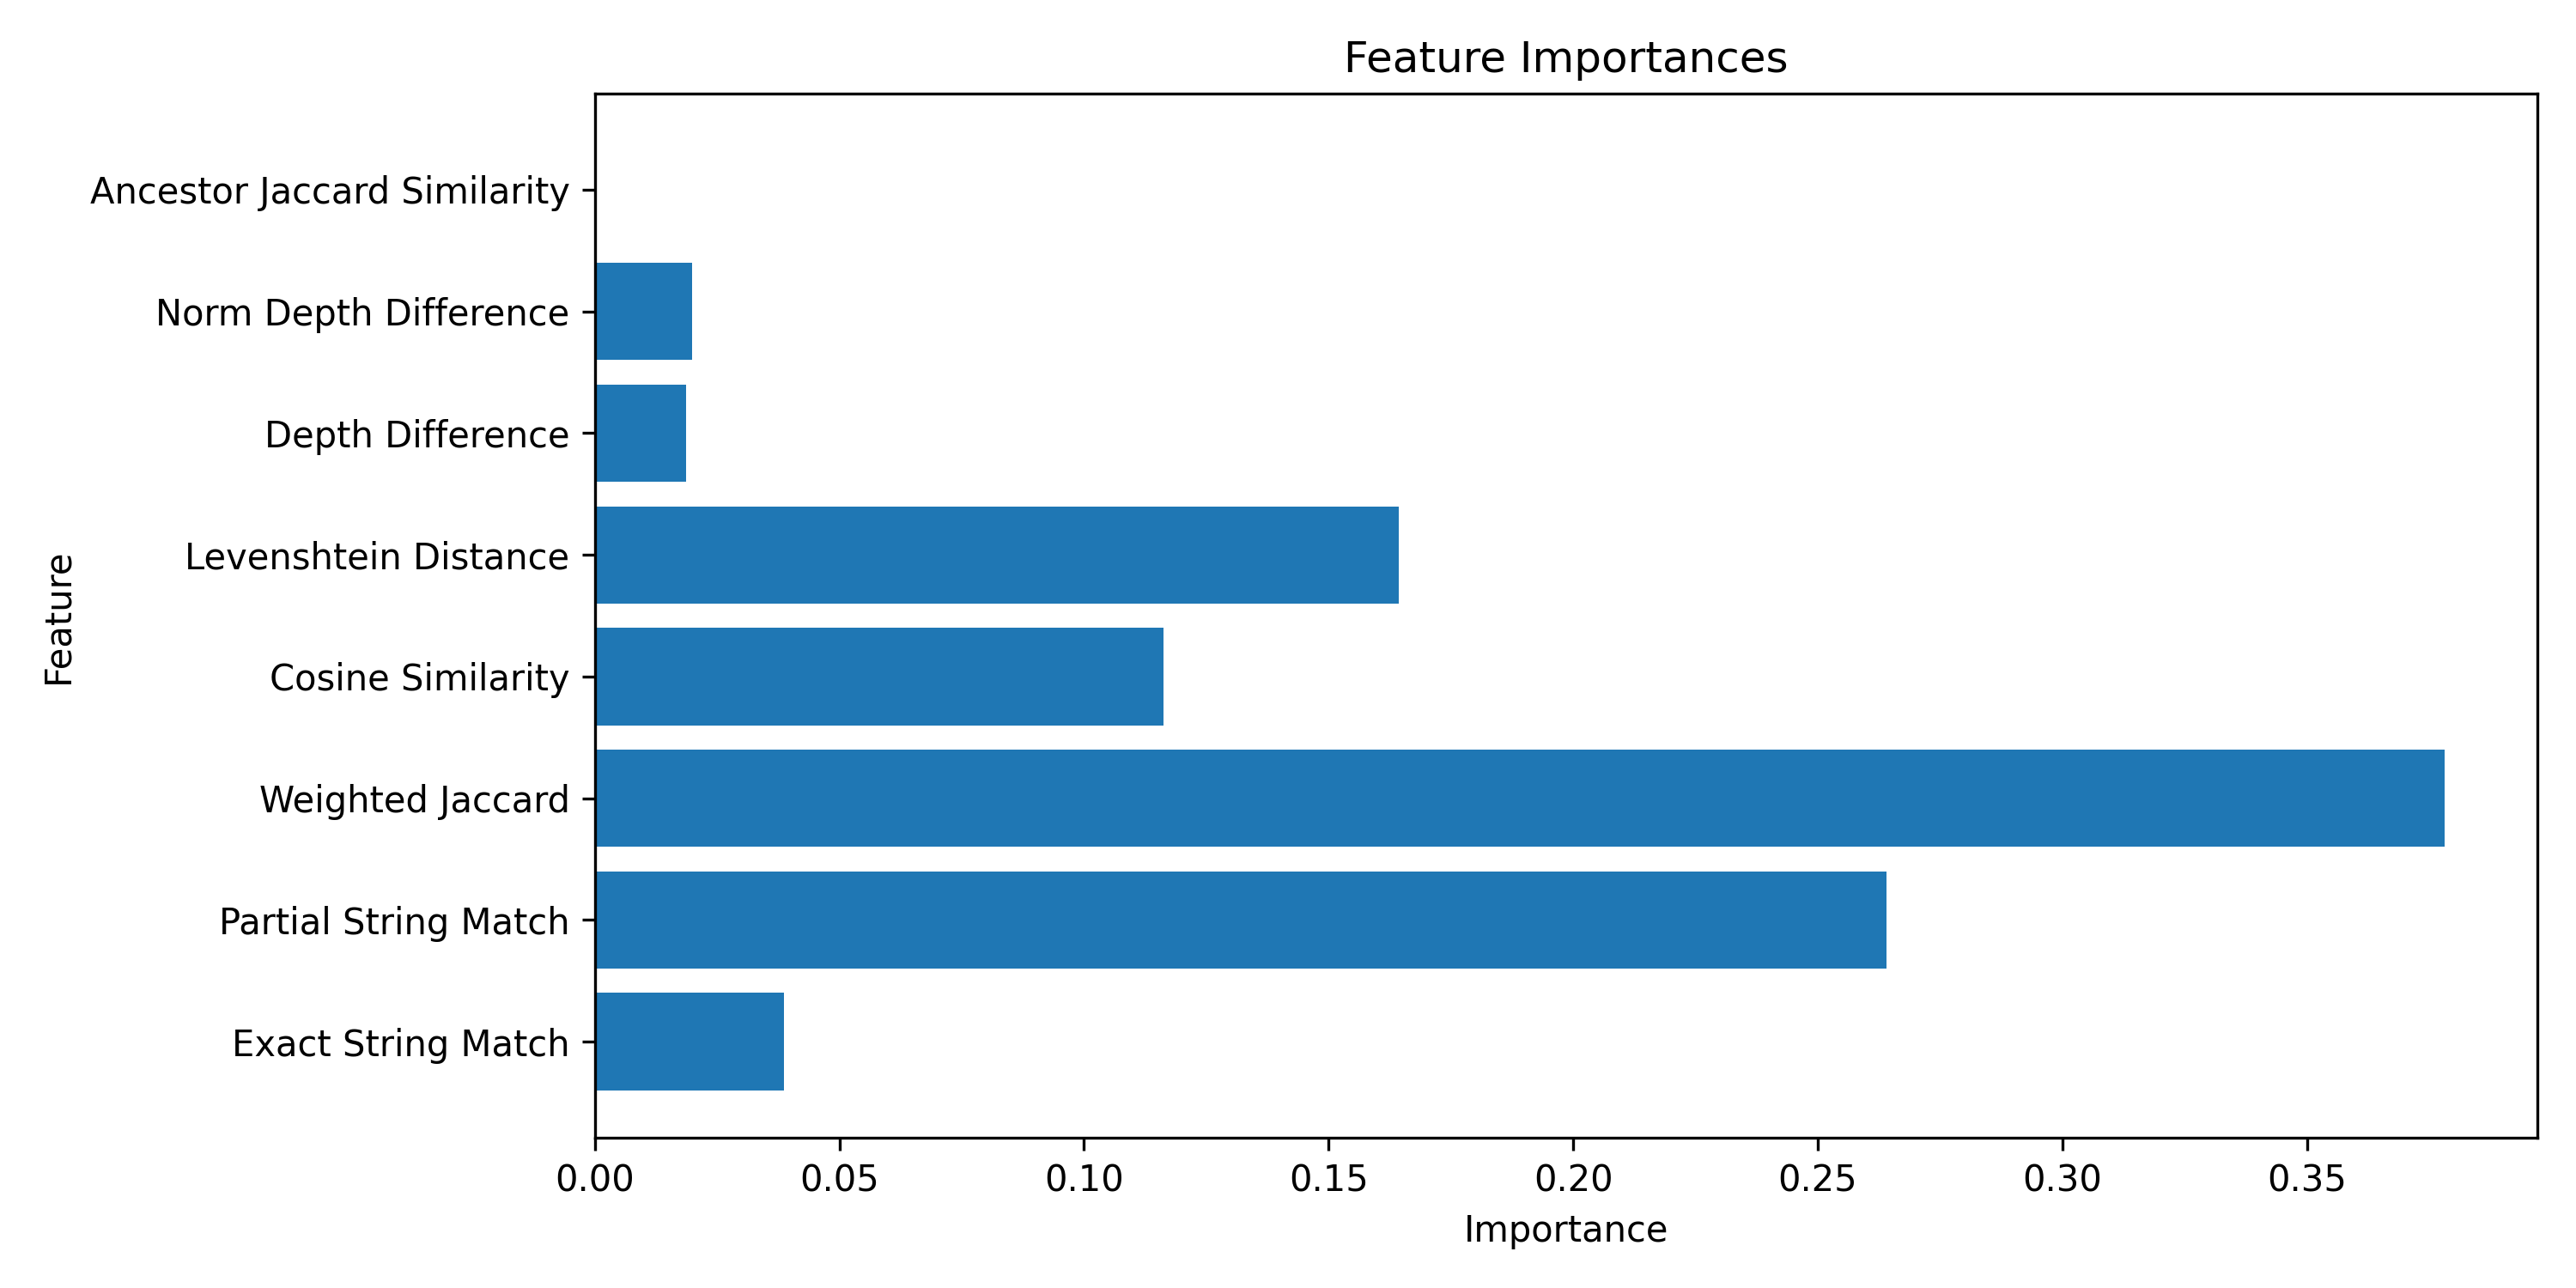 Feature Importances
Ancestor Jaccard Similarity
Norm Depth Difference
Depth Difference
Levenshtein Distance
Cosine Similarity
Weighted Jaccard
Partial String Match
Exact String Match
Feature
0.00 0.05 0.10 0.15 0.20 0.25 0.30 0.35
Importance